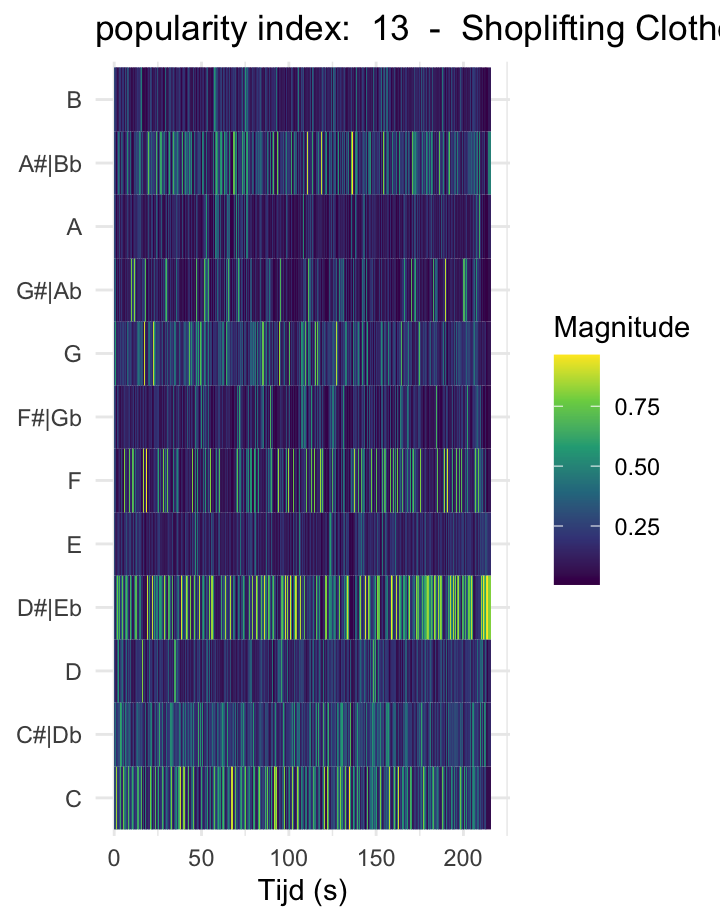 popularity index: 13 - Shoplifting
B
A#|Bb
A
G#|Ab
G
F#|Gb
F
E
D#|Eb
D
C#|Db
C
0 50 100 150 200
Tijd (s)
Magnitude
0.75
0.50
0.25